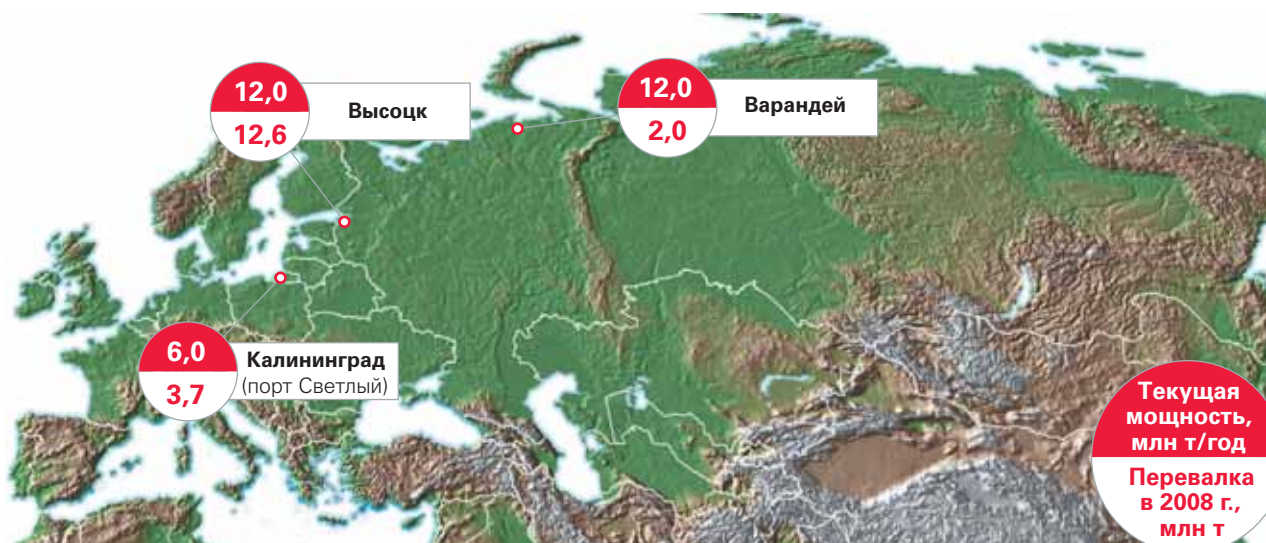 12,0
12,6
Высоцк
12,0
2,0
Варандей
6,0
3,7
Калининград
(порт Светлый)
Текущая
мощность,
млн т/год
Перевалка
в 2008 г.,
млн т